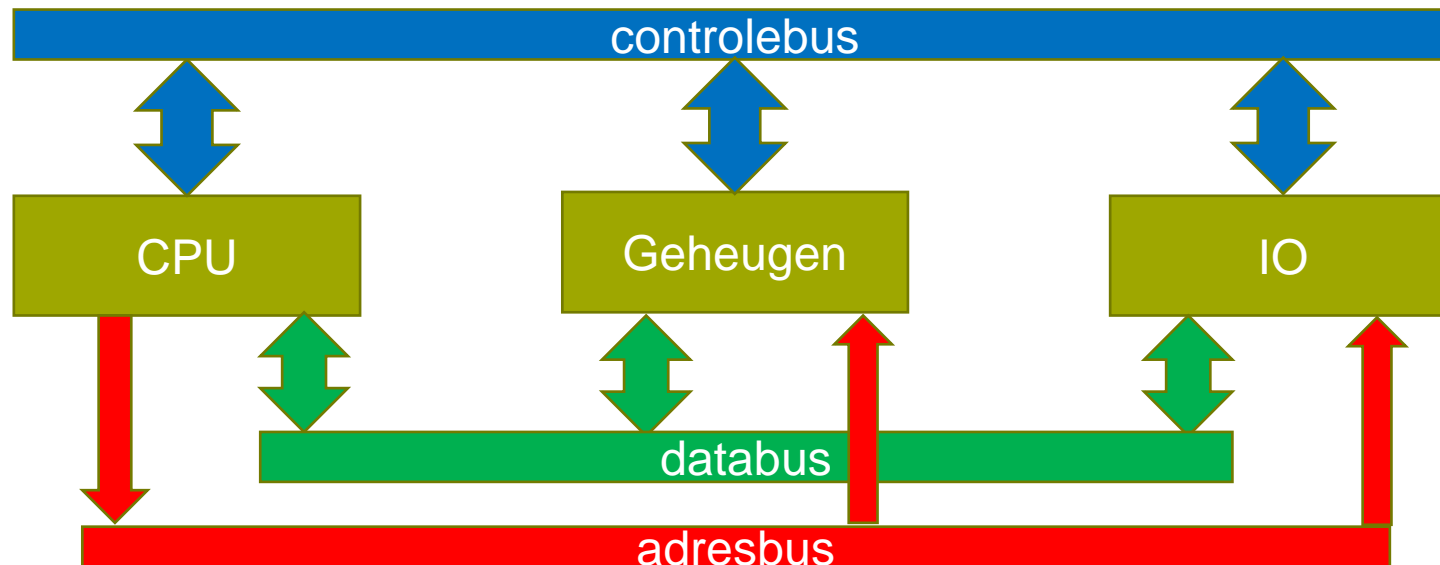 controlebus
CPU
Geheugen
IO
databus
adresbus